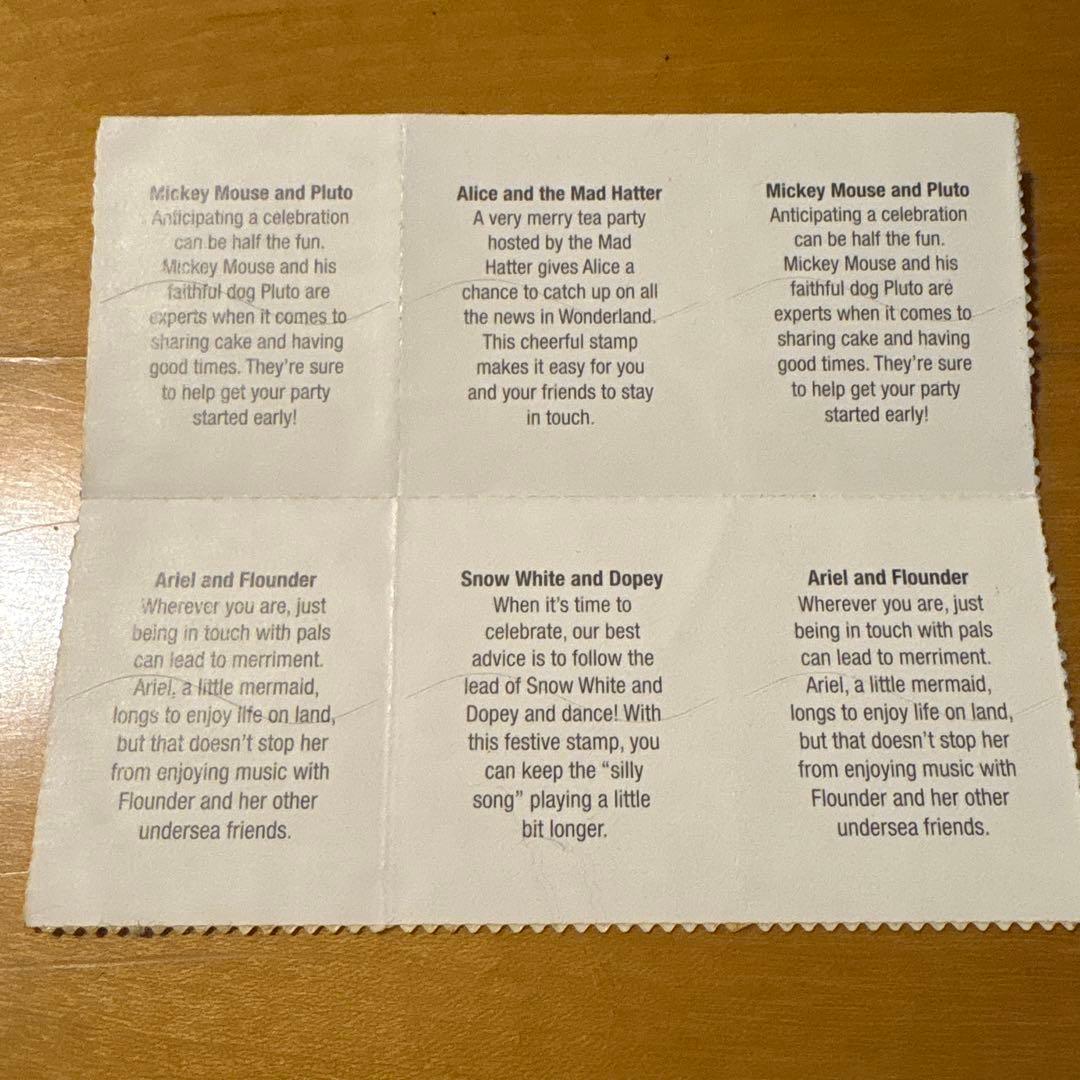 Mickey Mouse and Pluto
Anticipating a celebration
can be half the fun.
Mickey Mouse and his
faithful dog Pluto are
experts when it comes to
sharing cake and having
good times. They're sure
to help get your party
started early!
Alice and the Mad Hatter
A very merry tea party
hosted by the Mad
Hatter gives Alice a
chance to catch up on all
the news in Wonderland.
This cheerful stamp
makes it easy for you
and your friends to stay
in touch.
Mickey Mouse and Pluto
Anticipating a celebration
can be half the fun.
Mickey Mouse and his
faithful dog Pluto are
experts when it comes to
sharing cake and having
good times. They're sure
to help get your party
started early!
Ariel and Flounder
Wherever you are, just
being in touch with pals
can lead to merriment.
Ariel, a little mermaid,
longs to enjoy life on land,
but that doesn't stop her
from enjoying music with
Flounder and her other
undersea friends.
Snow White and Dopey
When it's time to
celebrate, our best
advice is to follow the
lead of Snow White and
Dopey and dance! With
this festive stamp, you
can keep the “silly
song” playing a little
bit longer.
Ariel and Flounder
Wherever you are, just
being in touch with pals
can lead to merriment.
Ariel, a little mermaid,
longs to enjoy life on land,
but that doesn't stop her
from enjoying music with
Flounder and her other
undersea friends.